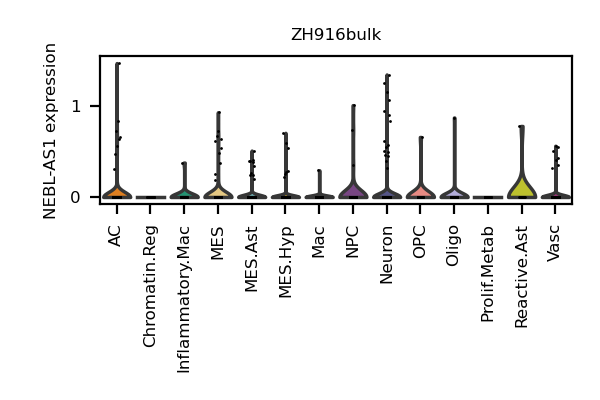 ZH916bulk
NEBL-AS1 expression
1
0
AC
Chromatin.Reg
Inflammatory.Mac
MES
MES.Ast
MES.Hyp
Mac
NPC
Neuron
OPC
Oligo
Prolif.Metab
Reactive.Ast
Vasc